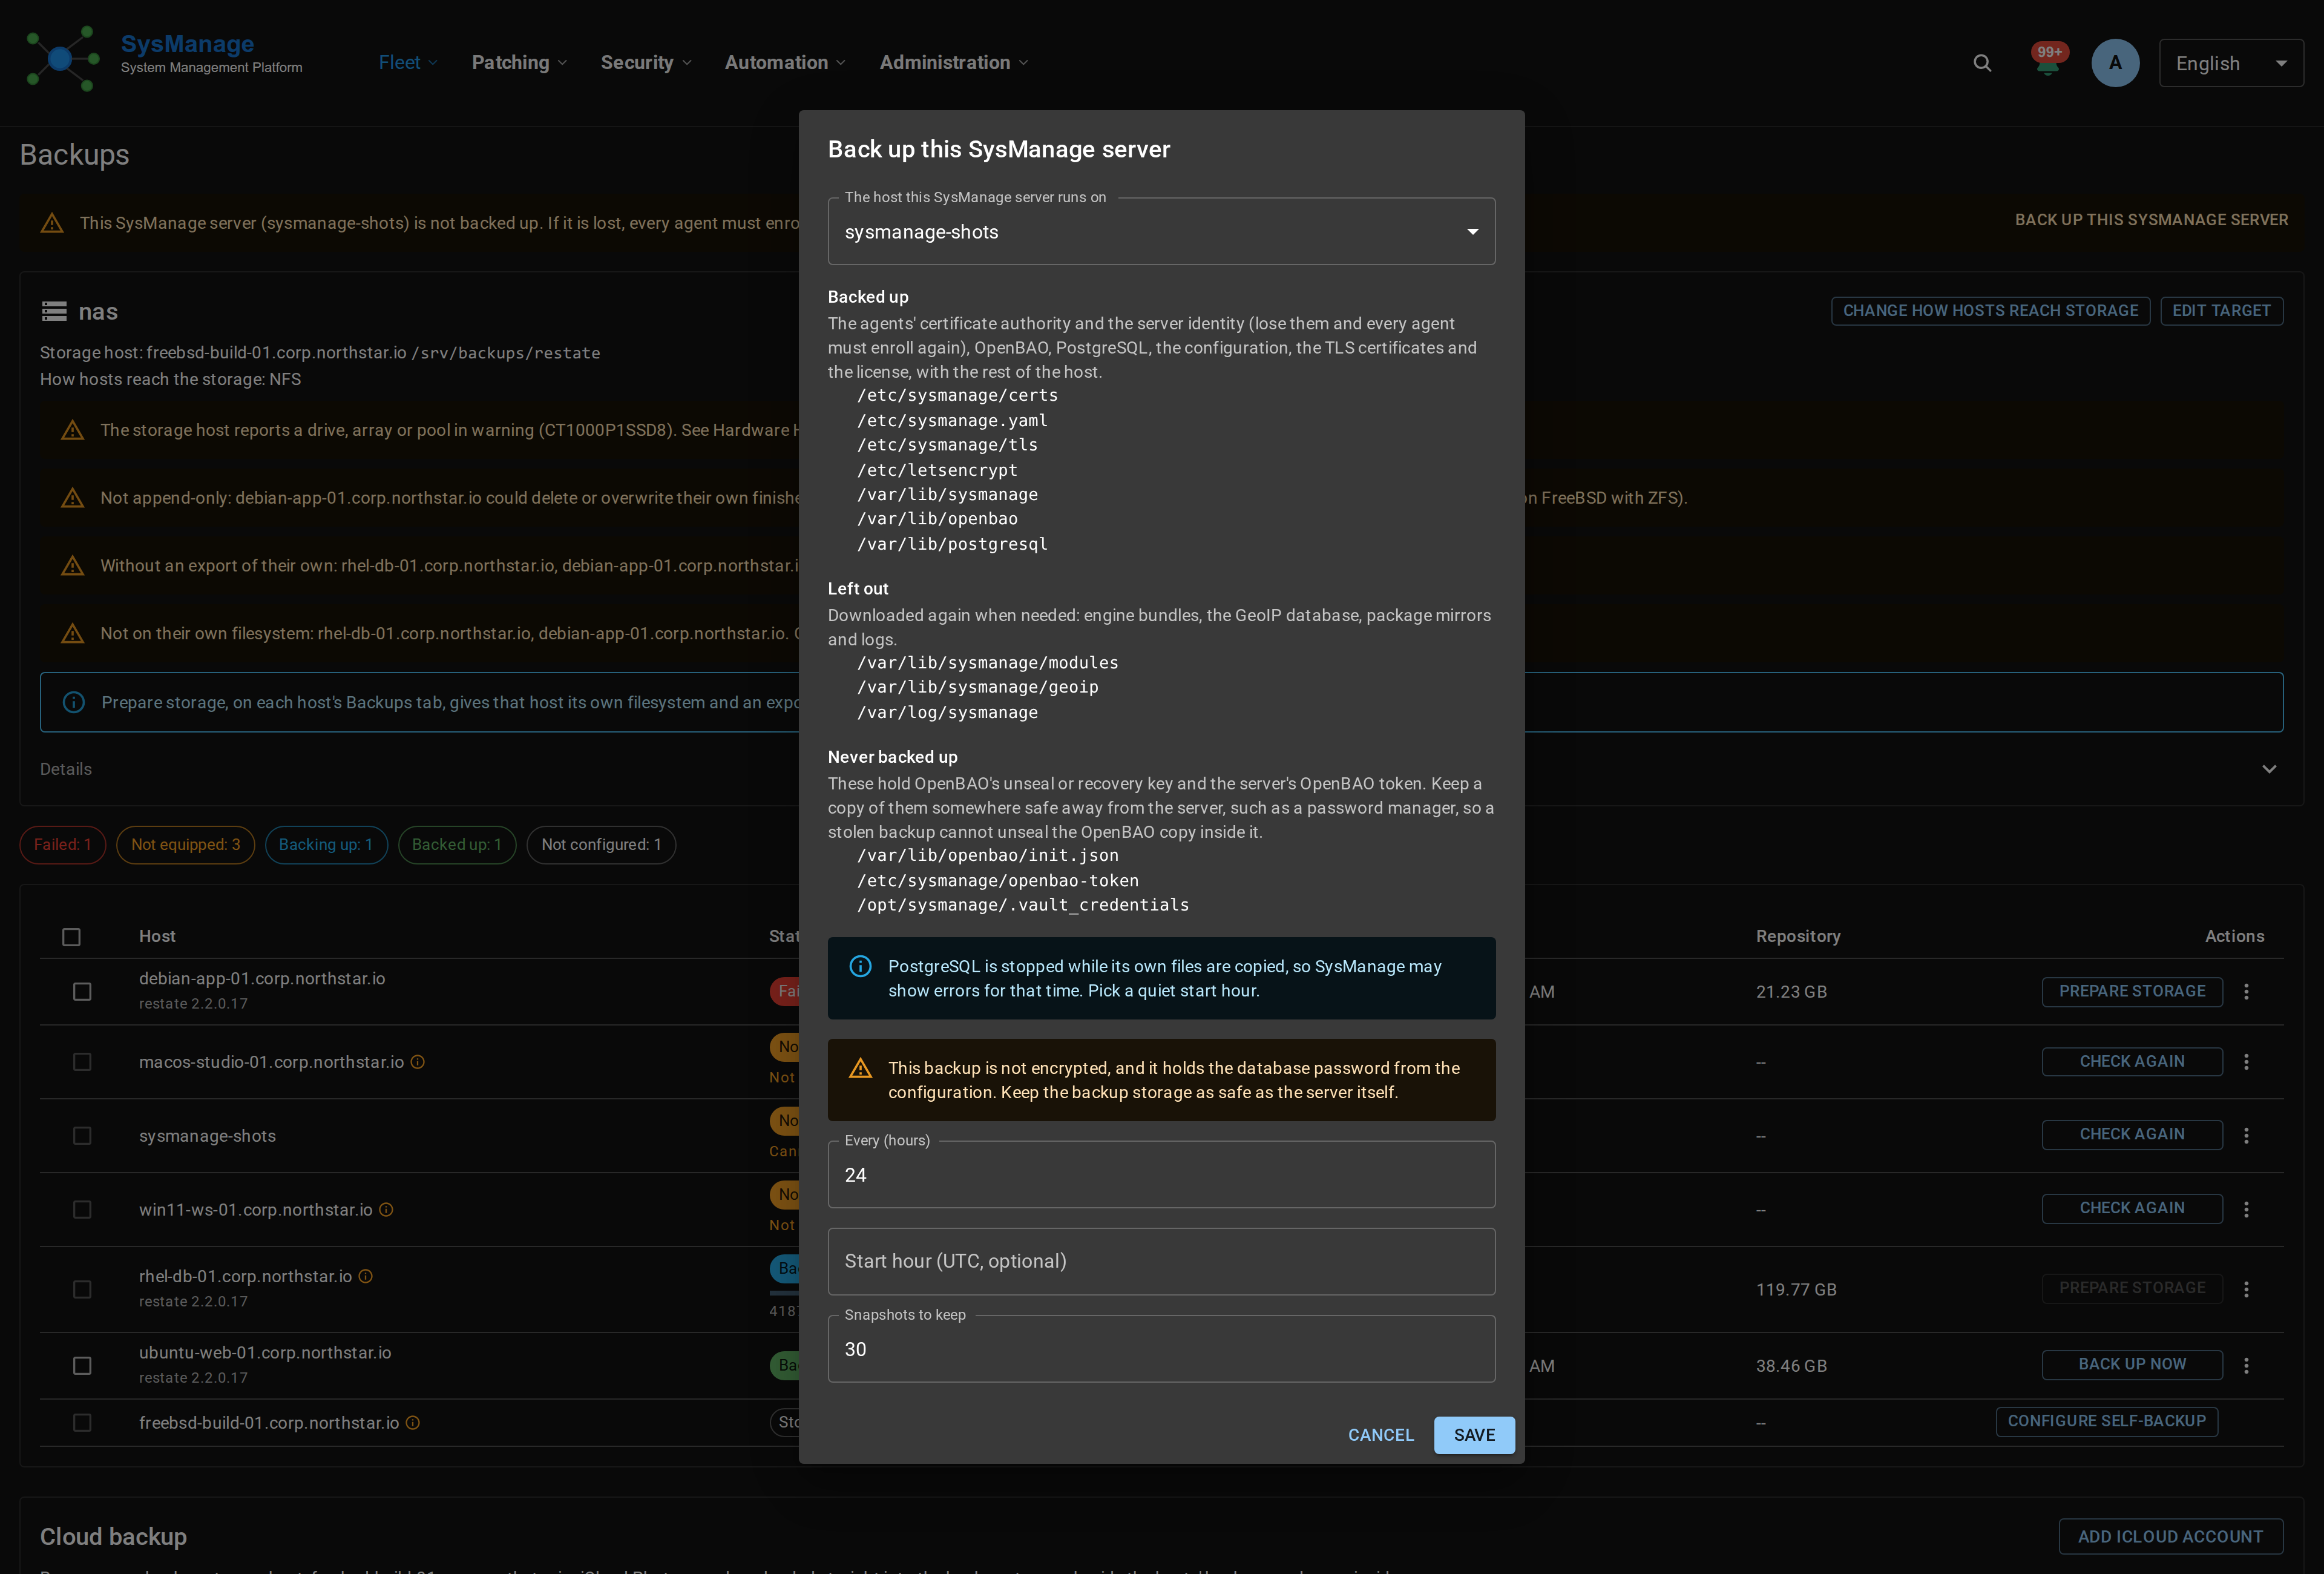 SysManage
System Management Platform
Fleet
Patching
Security
Automation
Administration
99+
A
English
Backups
This SysManage server (sysmanage-shots) is not backed up. If it is lost, every agent must enro
BACK UP THIS SYSMANAGE SERVER
nas
CHANGE HOW HOSTS REACH STORAGE
EDIT TARGET
Storage host: freebsd-build-01.corp.northstar.io /srv/backups/restate
How hosts reach the storage: NFS
The storage host reports a drive, array or pool in warning (CT1000P1SSD8). See Hardware H
Not append-only: debian-app-01.corp.northstar.io could delete or overwrite their own finishe
on FreeBSD with ZFS).
Without an export of their own: rhel-db-01.corp.northstar.io, debian-app-01.corp.northstar.i
Not on their own filesystem: rhel-db-01.corp.northstar.io, debian-app-01.corp.northstar.io.
Prepare storage, on each host's Backups tab, gives that host its own filesystem and an expo
Details
Failed: 1
Not equipped: 3
Backing up: 1
Backed up: 1
Not configured: 1
Host
Stat
Repository
Actions
debian-app-01.corp.northstar.io
restate 2.2.0.17
Fai
AM
21.23 GB
PREPARE STORAGE
macos-studio-01.corp.northstar.io
No
Not
--
CHECK AGAIN
sysmanage-shots
No
Can
--
CHECK AGAIN
win11-ws-01.corp.northstar.io
No
Not
--
CHECK AGAIN
rhel-db-01.corp.northstar.io
restate 2.2.0.17
Ba
4187
119.77 GB
PREPARE STORAGE
ubuntu-web-01.corp.northstar.io
restate 2.2.0.17
Ba
AM
38.46 GB
BACK UP NOW
freebsd-build-01.corp.northstar.io
Sto
--
CONFIGURE SELF-BACKUP
Cloud backup
ADD ICLOUD ACCOUNT
Back up this SysManage server
The host this SysManage server runs on
sysmanage-shots
Backed up
The agents' certificate authority and the server identity (lose them and every agent
must enroll again), OpenBAO, PostgreSQL, the configuration, the TLS certificates and
the license, with the rest of the host.
/etc/sysmanage/certs
/etc/sysmanage.yaml
/etc/sysmanage/tls
/etc/letsencrypt
/var/lib/sysmanage
/var/lib/openbao
/var/lib/postgresql
Left out
Downloaded again when needed: engine bundles, the GeoIP database, package mirrors
and logs.
/var/lib/sysmanage/modules
/var/lib/sysmanage/geoip
/var/log/sysmanage
Never backed up
These hold OpenBAO's unseal or recovery key and the server's OpenBAO token. Keep a
copy of them somewhere safe away from the server, such as a password manager, so a
stolen backup cannot unseal the OpenBAO copy inside it.
/var/lib/openbao/init.json
/etc/sysmanage/openbao-token
/opt/sysmanage/.vault_credentials
PostgreSQL is stopped while its own files are copied, so SysManage may
show errors for that time. Pick a quiet start hour.
This backup is not encrypted, and it holds the database password from the
configuration. Keep the backup storage as safe as the server itself.
Every (hours)
24
Start hour (UTC, optional)
Snapshots to keep
30
CANCEL
SAVE